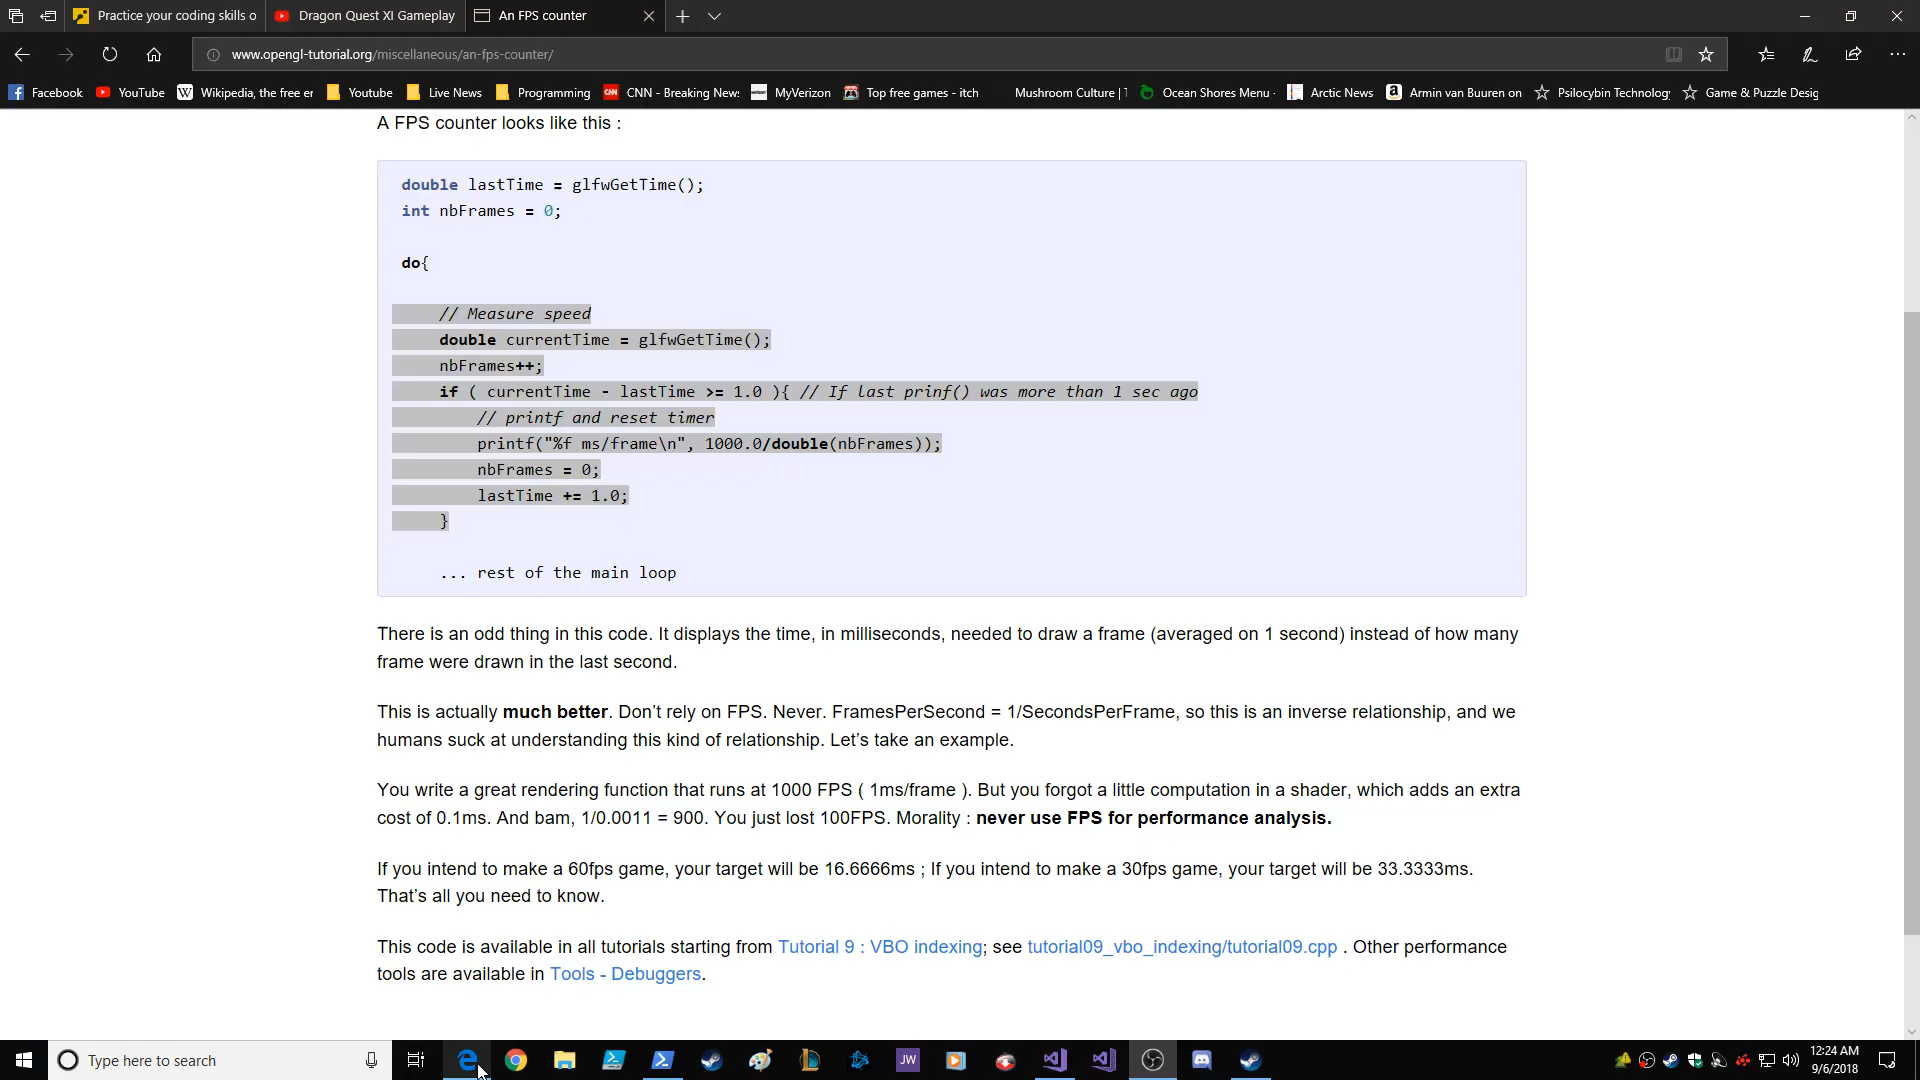 Practice your coding skills o
Dragon Quest XI Gameplay
An FPS counter
www.opengl-tutorial.org/miscellaneous/an-fps-counter/
Facebook
YouTube
Wikipedia, the free er
Youtube
Live News
Programming
CNN - Breaking New:
MyVerizon
Top free games - itch
Mushroom Culture | T
Ocean Shores Menu
Arctic News
Armin van Buuren on
Psilocybin Technology
Game & Puzzle Desig
A FPS counter looks like this :
double lastTime = glfwGetTime();
int nbFrames = 0;
do{
// Measure speed
double currentTime = glfwGetTime();
nbFrames++;
if ( currentTime - lastTime >= 1.0 ){ // If last prinf() was more than 1 sec ago
// printf and reset timer
printf("%f ms/frame\n", 1000.0/double(nbFrames));
nbFrames = 0;
lastTime += 1.0;
}
... rest of the main loop
There is an odd thing in this code. It displays the time, in milliseconds, needed to draw a frame (averaged on 1 second) instead of how many
frame were drawn in the last second.
This is actually much better. Don’t rely on FPS. Never. FramesPerSecond = 1/SecondsPerFrame, so this is an inverse relationship, and we
humans suck at understanding this kind of relationship. Let’s take an example.
You write a great rendering function that runs at 1000 FPS ( 1ms/frame ). But you forgot a little computation in a shader, which adds an extra
cost of 0.1ms. And bam, 1/0.0011 = 900. You just lost 100FPS. Morality : never use FPS for performance analysis.
If you intend to make a 60fps game, your target will be 16.6666ms ; If you intend to make a 30fps game, your target will be 33.3333ms.
That’s all you need to know.
This code is available in all tutorials starting from Tutorial 9 : VBO indexing; see tutorial09_vbo_indexing/tutorial09.cpp . Other performance
tools are available in Tools - Debuggers.
Type here to search
JW
12:24 AM
9/6/2018